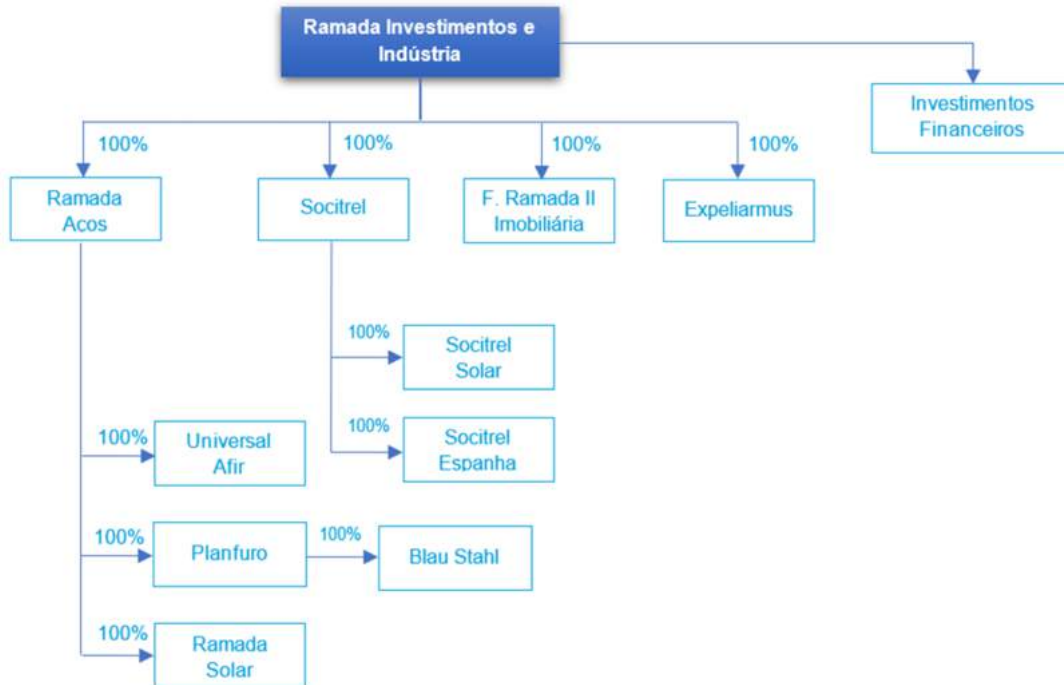 Ramada Investimentos e
Indústria
Investimentos
Financeiros
100%
100%
100%
100%
Ramada
Acos
Socitrel
F. Ramada II
Imobiliária
Expeliarmus
100%
Socitrel
Solar
100%
Socitrel
Espanha
100%
Universal
Afir
100%
Planfuro
100%
Blau Stahl
100%
Ramada
Solar